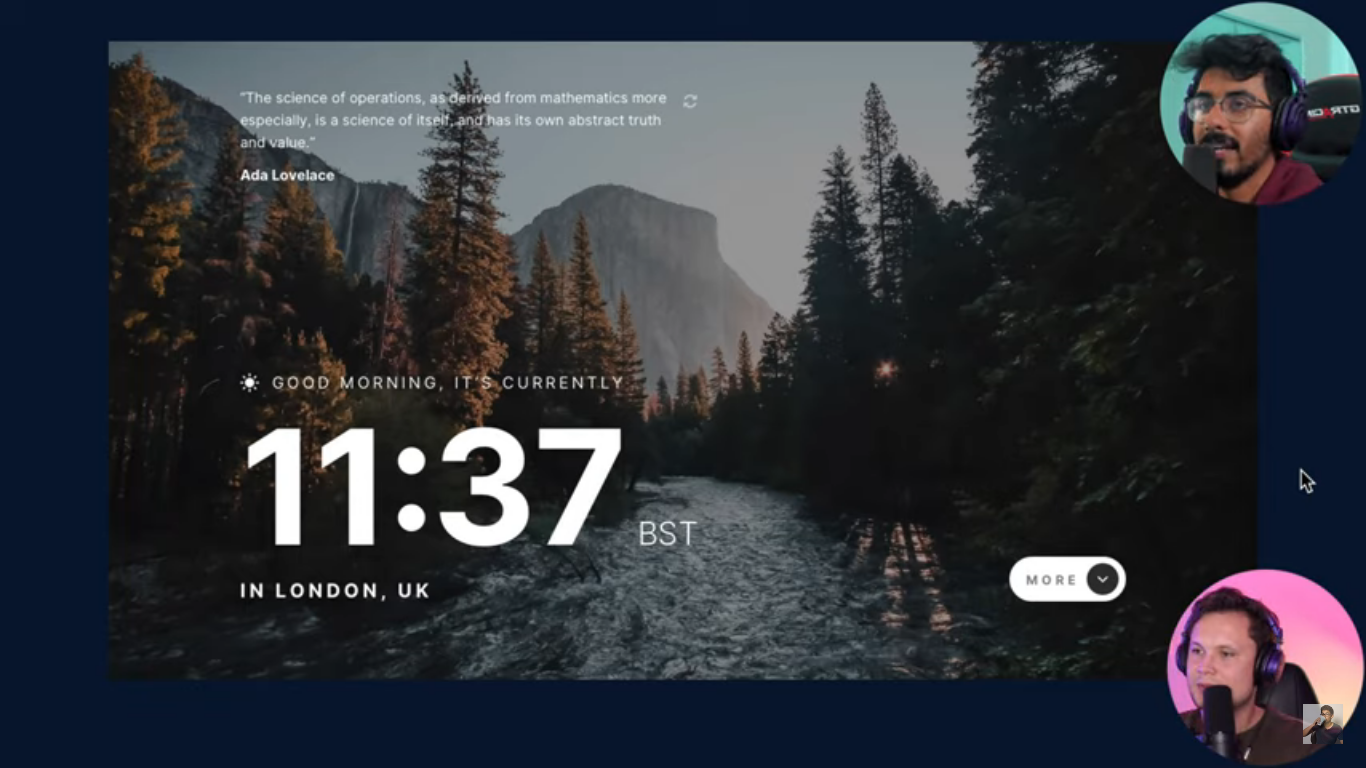 “The science of operations, as derived from mathematics more
especially, is a science of itself, and has its own abstract truth
and value.”
Ada Lovelace
GOOD MORNING, IT’S CURRENTLY
11:37 BST
IN LONDON, UK
MORE